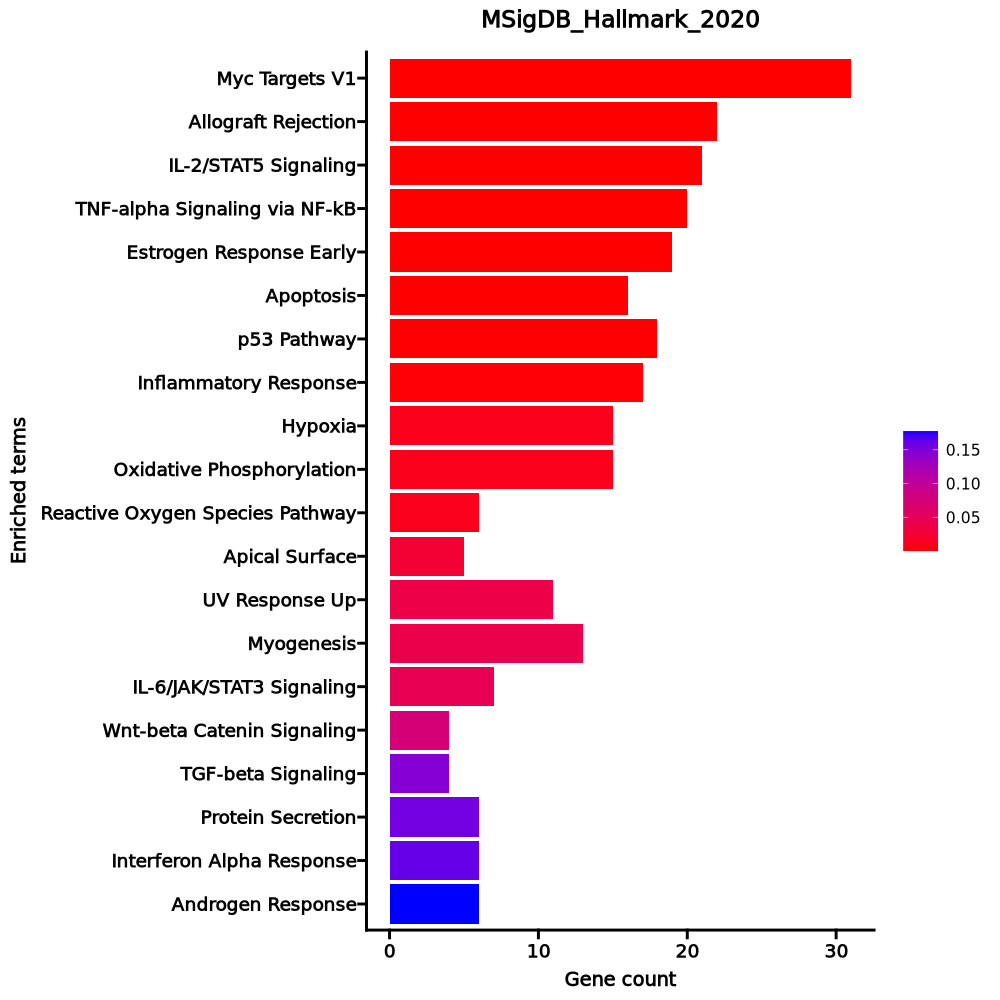 MSigDB_Hallmark_2020
Myc Targets V1
Allograft Rejection
IL-2/STAT5 Signaling
TNF-alpha Signaling via NF-kB
Estrogen Response Early
Apoptosis
p53 Pathway
Inflammatory Response
Hypoxia
Oxidative Phosphorylation
Reactive Oxygen Species Pathway
Apical Surface
UV Response Up
Myogenesis
IL-6/JAK/STAT3 Signaling
Wnt-beta Catenin Signaling
TGF-beta Signaling
Protein Secretion
Interferon Alpha Response
Androgen Response
Enriched terms
0 10 20 30
Gene count
0.15
0.10
0.05